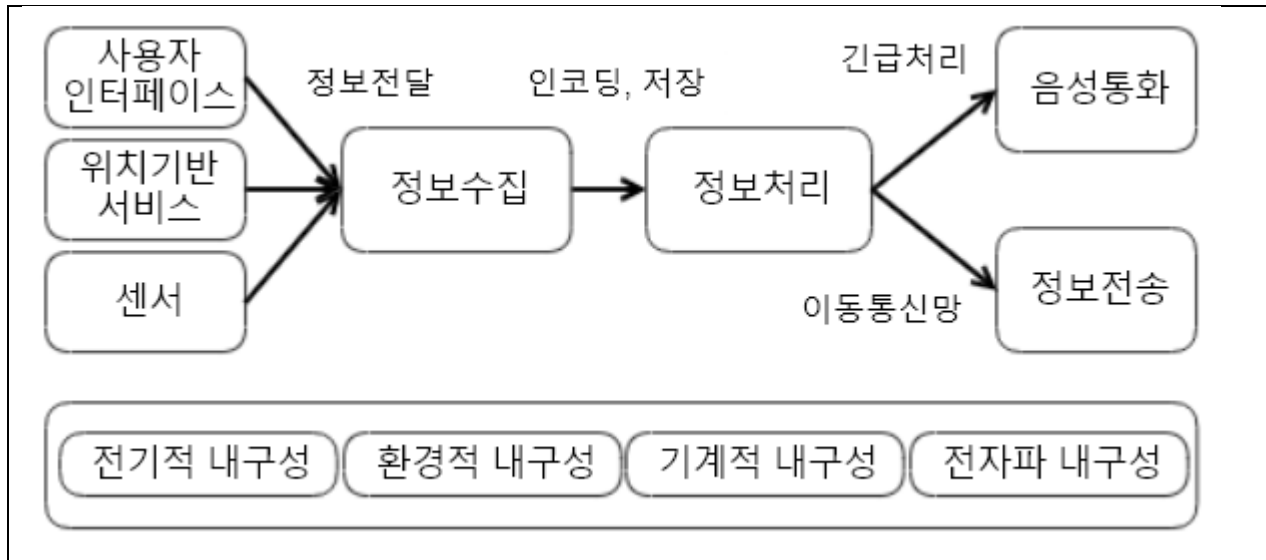 사용자
인터페이스
위치기반
서비스
센서
정보전달
정보수집
인코딩, 저장
정보처리
긴급처리
음성통화
이동통신망
정보전송
전기적 내구성
환경적 내구성
기계적 내구성
전자파 내구성